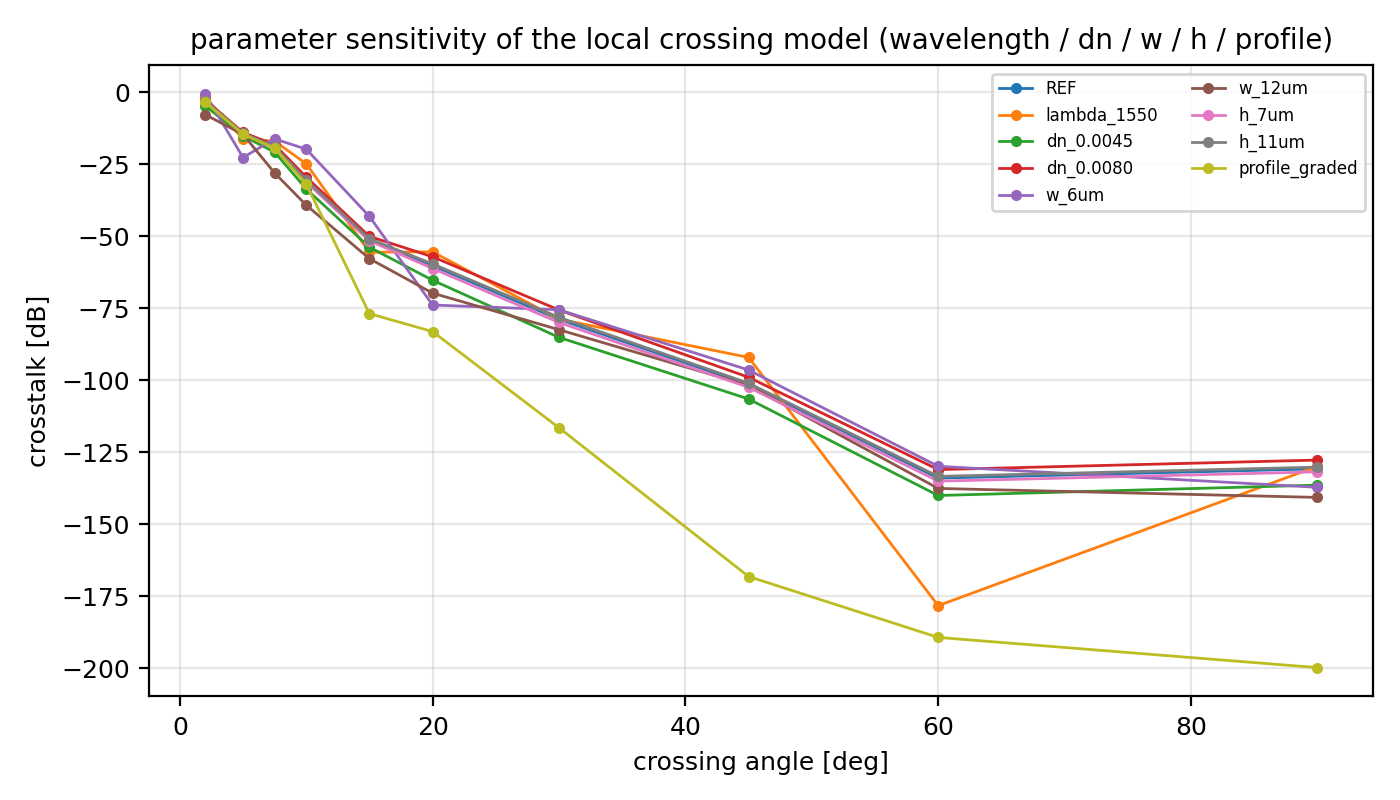 parameter sensitivity of the local crossing model (wavelength / dn / w / h / profile)
crosstalk [dB]
0
−25
−50
−75
−100
−125
−150
−175
−200
REF
lambda_1550
dn_0.0045
dn_0.0080
w_6um
w_12um
h_7um
h_11um
profile_graded
0
20
40
60
80
crossing angle [deg]